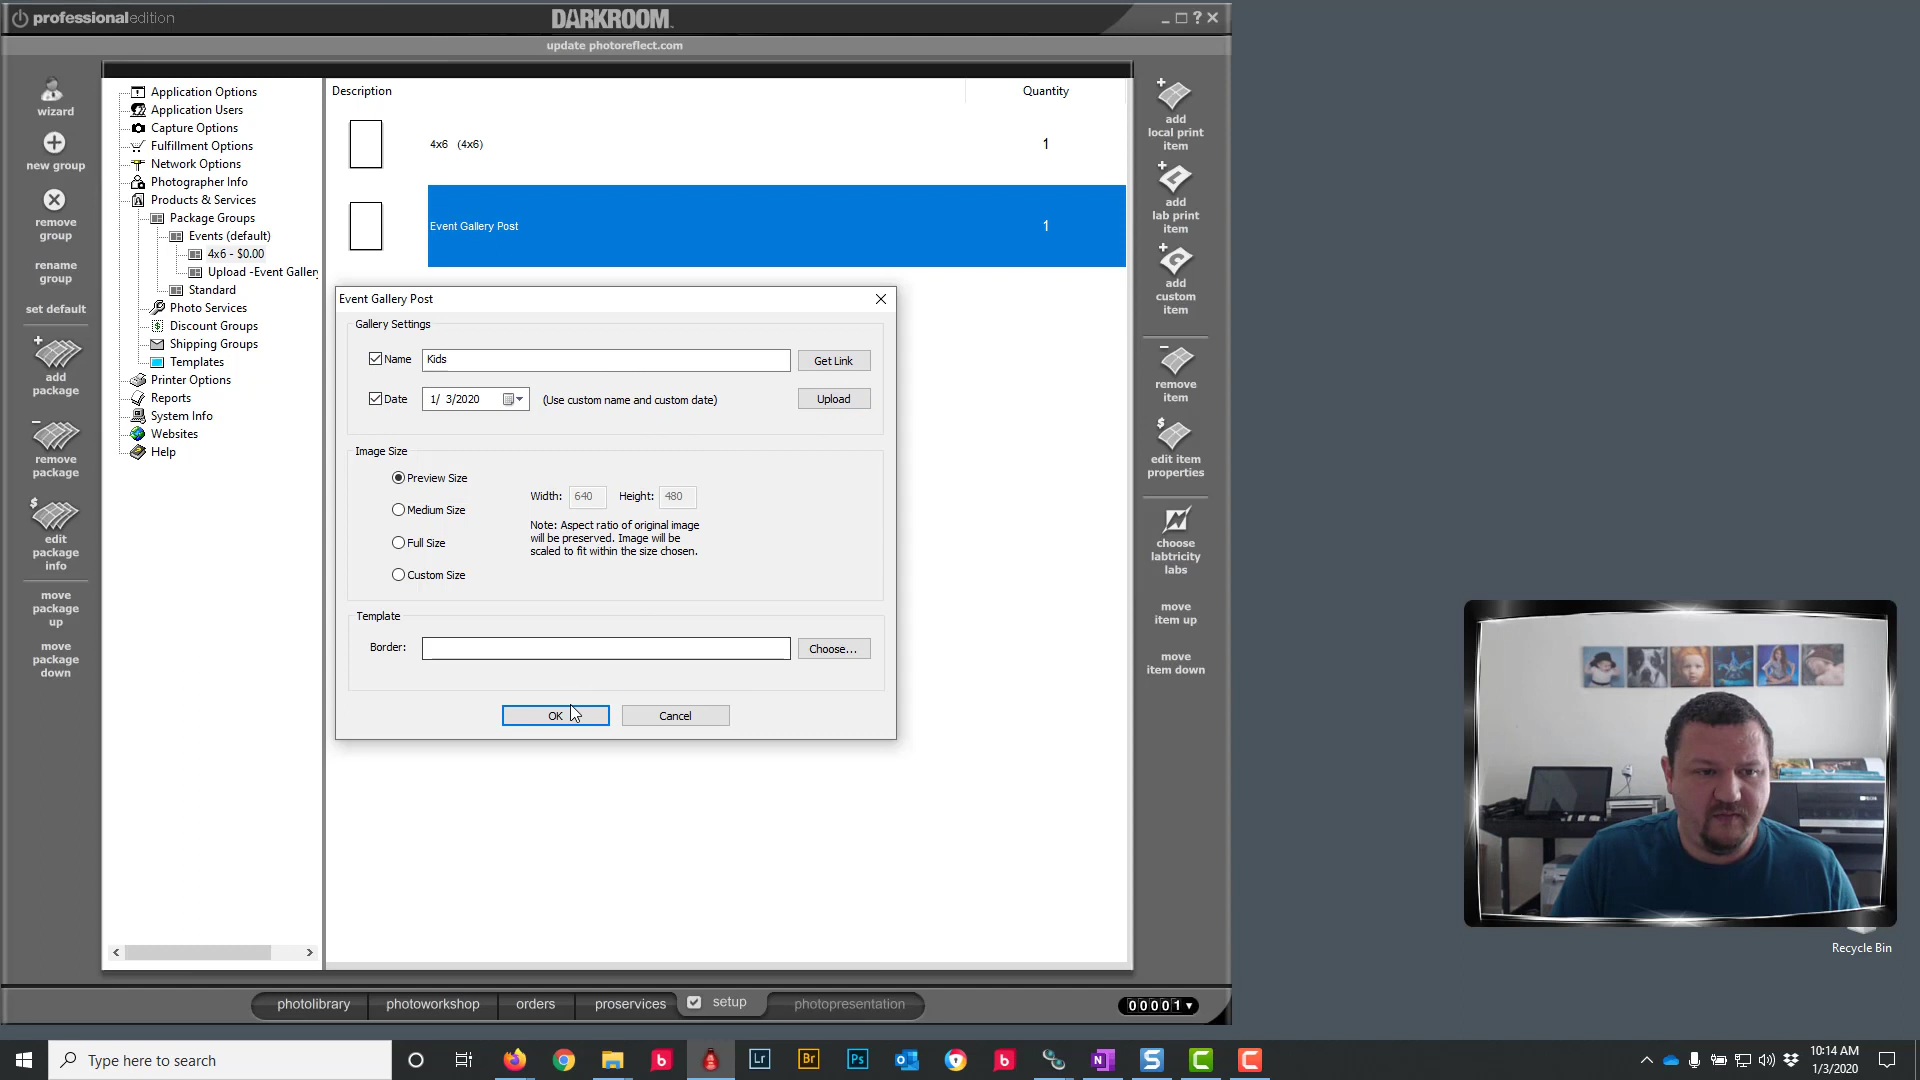 professionaledition
DARKROOM
update photoreflect.com
wizard
new group
remove
group
rename
group
set default
add
package
remove
package
edit
package
info
move
package
up
move
package
down
Application Options
Application Users
Capture Options
Fulfillment Options
Network Options
Photographer Info
Products & Services
Package Groups
Events (default)
4x6 - $0.00
Upload -Event Gallery
Standard
Photo Services
Discount Groups
Shipping Groups
Templates
Printer Options
Reports
System Info
Websites
Help
Description Quantity
4x6 (4x6) 1
Event Gallery Post 1
Event Gallery Post
Gallery Settings
Name Kids Get Link
Date 1/ 3/2020 (Use custom name and custom date) Upload
Image Size
Preview Size
Medium Size
Full Size
Custom Size
Width: 640 Height: 480
Note: Aspect ratio of original image
will be preserved. Image will be
scaled to fit within the size chosen.
Template
Border: Choose...
OK Cancel
add
local print
item
add
lab print
item
add
custom
item
remove
item
edit item
properties
choose
labtricity
labs
move
item up
move
item down
Recycle Bin
photolibrary photoworkshop orders proservices setup photopresentation
00001
Type here to search
Lr Br Ps
10:14 AM
1/3/2020